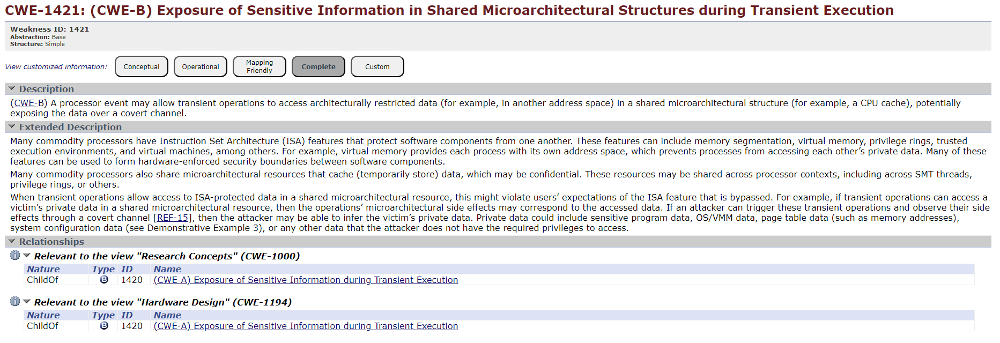 CWE-1421: (CWE-B) Exposure of Sensitive Information in Shared Microarchitectural Structures during Transient Execution
Weakness ID: 1421
Abstraction: Base
Structure: Simple
View customized information:
Conceptual
Operational
Mapping
Friendly
Complete
Custom
Description
(CWE-B) A processor event may allow transient operations to access architecturally restricted data (for example, in another address space) in a shared microarchitectural structure (for example, a CPU cache), potentially
exposing the data over a covert channel.
Extended Description
Many commodity processors have Instruction Set Architecture (ISA) features that protect software components from one another. These features can include memory segmentation, virtual memory, privilege rings, trusted
execution environments, and virtual machines, among others. For example, virtual memory provides each process with its own address space, which prevents processes from accessing each other’s private data. Many of these
features can be used to form hardware-enforced security boundaries between software components.
Many commodity processors also share microarchitectural resources that cache (temporarily store) data, which may be confidential. These resources may be shared across processor contexts, including across SMT threads,
privilege rings, or others.
When transient operations allow access to ISA-protected data in a shared microarchitectural resource, this might violate users’ expectations of the ISA feature that is bypassed. For example, if transient operations can access a
victim’s private data in a shared microarchitectural resource, then the operations’ microarchitectural side effects may correspond to the accessed data. If an attacker can trigger these transient operations and observe their side
effects through a covert channel [REF-15], then the attacker may be able to infer the victim’s private data. Private data could include sensitive program data, OS/VMM data, page table data (such as memory addresses),
system configuration data (see Demonstrative Example 3), or any other data that the attacker does not have the required privileges to access.
Relationships
Relevant to the view "Research Concepts" (CWE-1000)
Nature Type ID Name
ChildOf B 1420 (CWE-A) Exposure of Sensitive Information during Transient Execution
Relevant to the view "Hardware Design" (CWE-1194)
Nature Type ID Name
ChildOf B 1420 (CWE-A) Exposure of Sensitive Information during Transient Execution